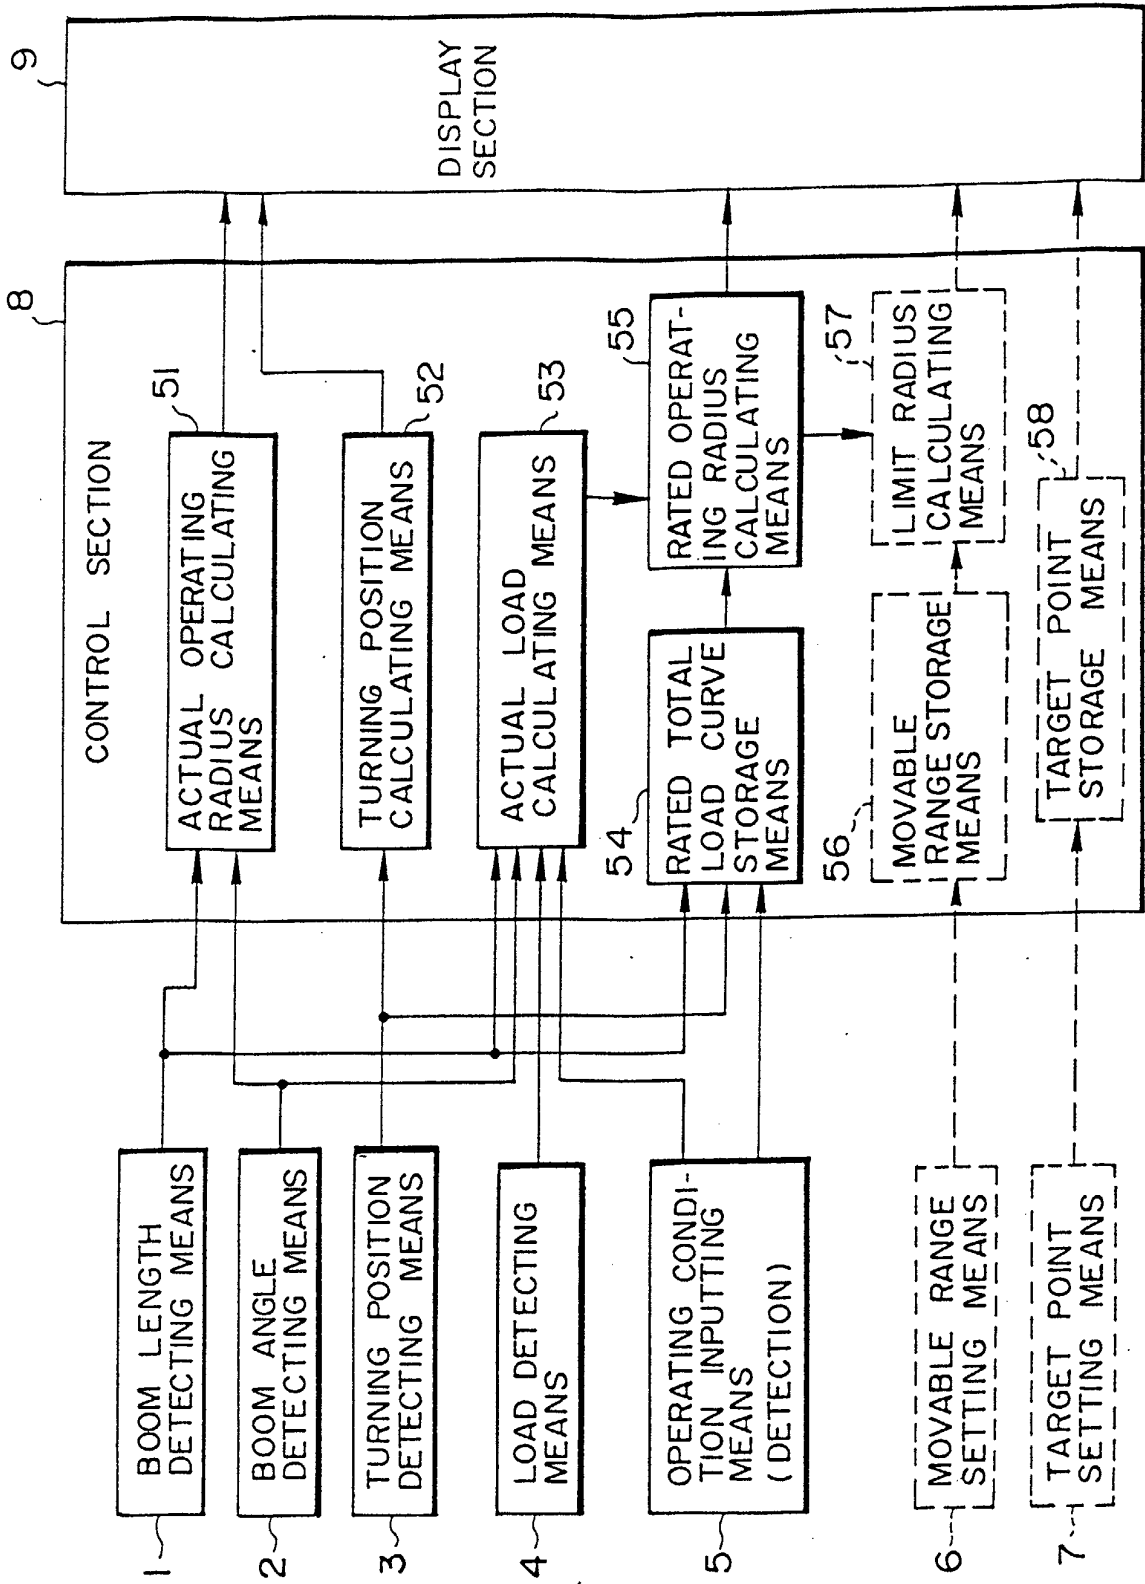 1
BOOM LENGTH
DETECTING MEANS
2
BOOM ANGLE
DETECTING MEANS
3
TURNING POSITION
DETECTING MEANS
4
LOAD DETECTING
MEANS
5
OPERATING CONDI-
TION INPUTTING
MEANS
(DETECTION)
6
MOVABLE RANGE
SETTING MEANS
7
TARGET POINT
SETTING MEANS
8
CONTROL SECTION
51
ACTUAL OPERATING
RADIUS CALCULATING
MEANS
52
TURNING POSITION
CALCULATING MEANS
53
ACTUAL LOAD
CALCULATING MEANS
54
RATED TOTAL
LOAD CURVE
STORAGE
MEANS
55
RATED OPERAT-
ING RADIUS
CALCULATING
MEANS
56
MOVABLE
RANGE STORAGE
MEANS
57
LIMIT RADIUS
CALCULATING
MEANS
58
TARGET POINT
STORAGE MEANS
9
DISPLAY
SECTION